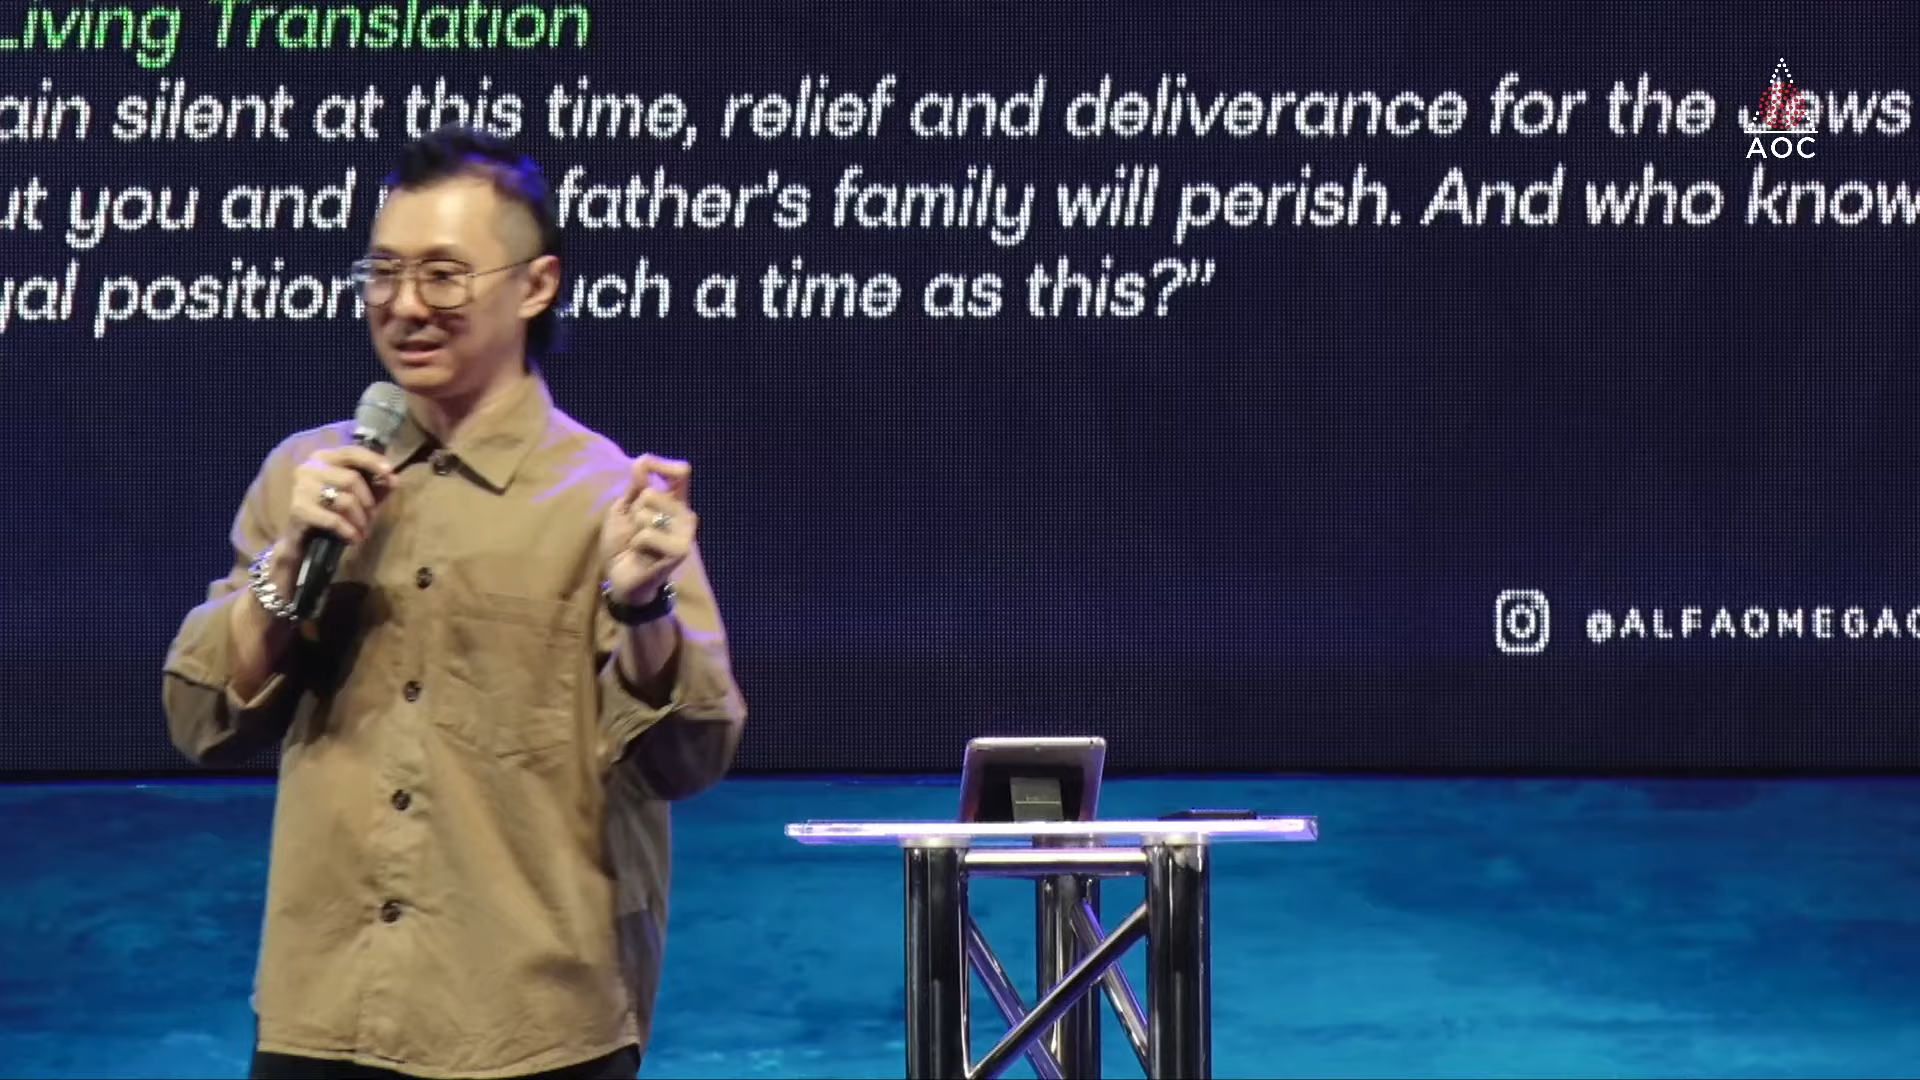 Living Translation
ain silent at this time, relief and deliverance for the Jews
ut you and father's family will perish. And who know
yal position uch a time as this?”
AOC
@ALFAOMEGAC